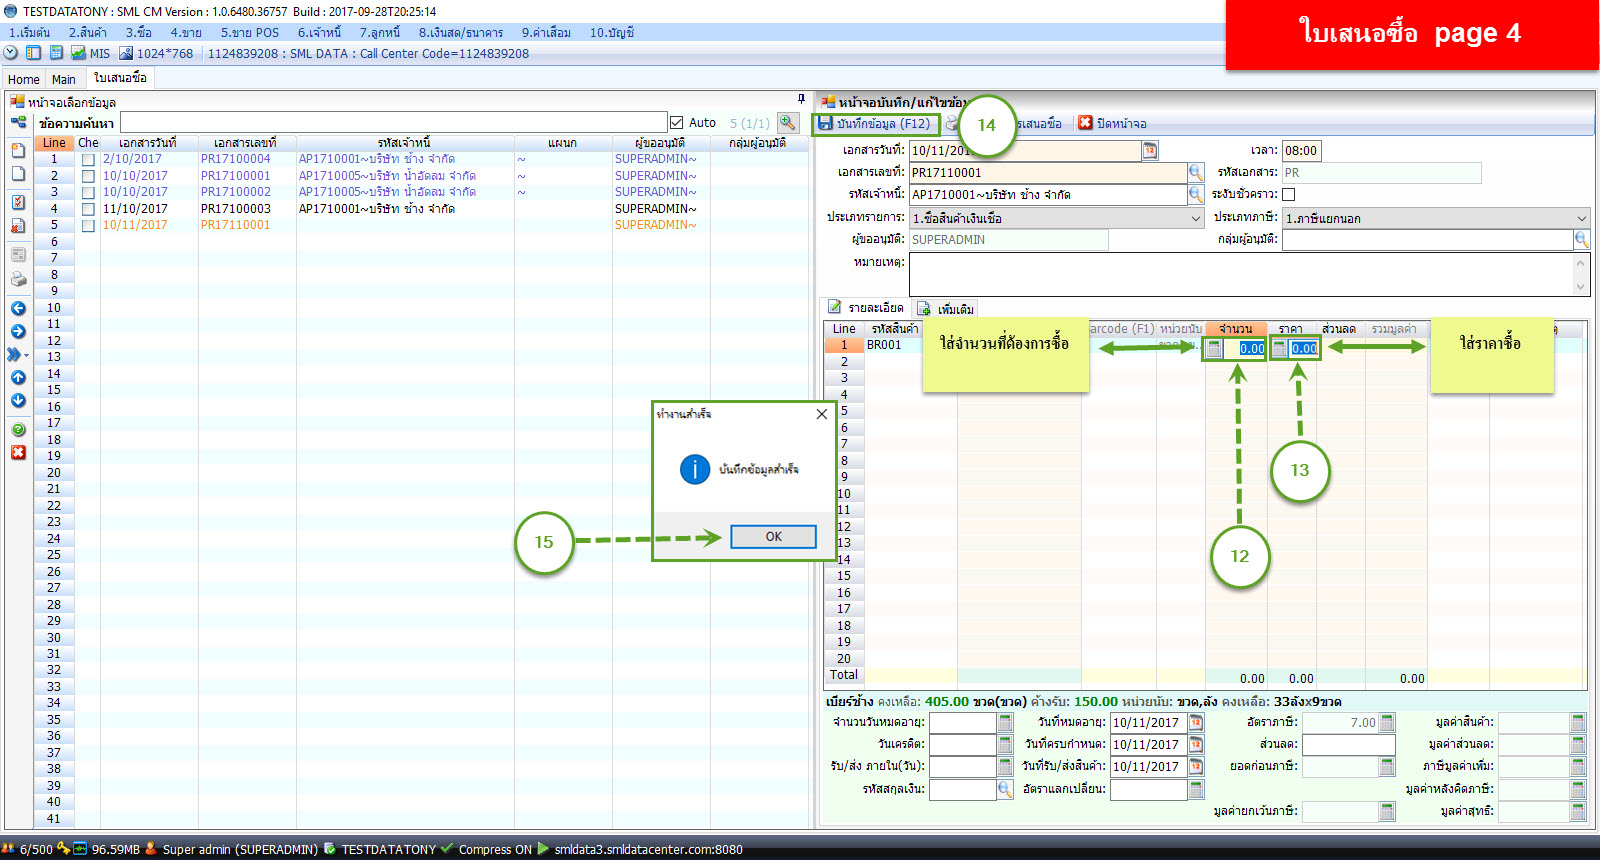 TESTDATATONY : SML CM Version : 1.0.6480.36757 Build : 2017-09-28T20:25:14
ใบเสนอซื้อ page 4
1.เริ่มต้น 2.สินค้า 3.ซื้อ 4.ขาย 5.ขาย POS 6.เจ้าหนี้ 7.ลูกหนี้ 8.เงินสด/ธนาคาร 9.ค่าเสื่อม 10.บัญชี
MIS 1024*768 1124839208 : SML DATA : Call Center Code=1124839208
Home Main ใบเสนอซื้อ
หน้าจอเลือกข้อมูล
ข้อความค้นหา Auto 5 (1/1)
Line Che เอกสารวันที่ เอกสารเลขที่ รหัสเจ้าหนี้ แผนก ผู้ขออนุมัติ กลุ่มผู้อนุมัติ
1 2/10/2017 PR17100004 AP1710001~บริษัท ช้าง จำกัด ~ SUPERADMIN~
2 10/10/2017 PR17100001 AP1710005~บริษัท น้ำอัดลม จำกัด ~ SUPERADMIN~
3 10/10/2017 PR17100002 AP1710005~บริษัท น้ำอัดลม จำกัด ~ SUPERADMIN~
4 11/10/2017 PR17100003 AP1710001~บริษัท ช้าง จำกัด SUPERADMIN~
5 10/11/2017 PR17110001 SUPERADMIN~
6
7
8
9
10
11
12
13
14
15
16
17
18
19
20
21
22
23
24
25
26
27
28
29
30
31
32
33
34
35
36
37
38
39
40
41
หน้าจอบันทึก/แก้ไขข้อมู
บันทึกข้อมูล (F12) 14 เสนอซื้อ ปิดหน้าจอ
เอกสารวันที่: 10/11/201 เวลา: 08:00
เอกสารเลขที่: PR17110001 รหัสเอกสาร: PR
รหัสเจ้าหนี้: AP1710001~บริษัท ช้าง จำกัด ระงับชั่วคราว:
ประเภทรายการ: 1.ซื้อสินค้าเงินเชื่อ ประเภทภาษี: 1.ภาษีแยกนอก
ผู้ขออนุมัติ: SUPERADMIN กลุ่มผู้อนุมัติ:
หมายเหตุ:
รายละเอียด เพิ่มเติม
Line รหัสสินค้า arcode (F1) หน่วยนับ จำนวน ราคา ส่วนลด รวมมูลค่า
1 BR001 0.00 0.00
ใส่จำนวนที่ต้องการซื้อ
ใส่ราคาซื้อ
2
3
4
5
6
7
8
9
10
11
12
13
14
15
16
17
18
19
20
Total 0.00 0.00 0.00
13
12
ทำงานสำเร็จ
บันทึกข้อมูลสำเร็จ
OK
15
เบียร์ช้าง คงเหลือ: 405.00 ขวด(ขวด) ค้างรับ: 150.00 หน่วยนับ: ขวด,ลัง คงเหลือ: 33ลังx9ขวด
จำนวนวันหมดอายุ: วันที่หมดอายุ: 10/11/2017 อัตราภาษี: 7.00 มูลค่าสินค้า:
วันเครดิต: วันที่ครบกำหนด: 10/11/2017 ส่วนลด: มูลค่าส่วนลด:
รับ/ส่ง ภายใน(วัน): วันที่รับ/ส่งสินค้า: 10/11/2017 ยอดก่อนภาษี: ภาษีมูลค่าเพิ่ม:
รหัสสกุลเงิน: อัตราแลกเปลี่ยน: มูลค่าหลังคิดภาษี:
มูลค่ายกเว้นภาษี: มูลค่าสุทธิ:
6/500 96.59MB Super admin (SUPERADMIN) TESTDATATONY Compress ON smldata3.smldatacenter.com:8080